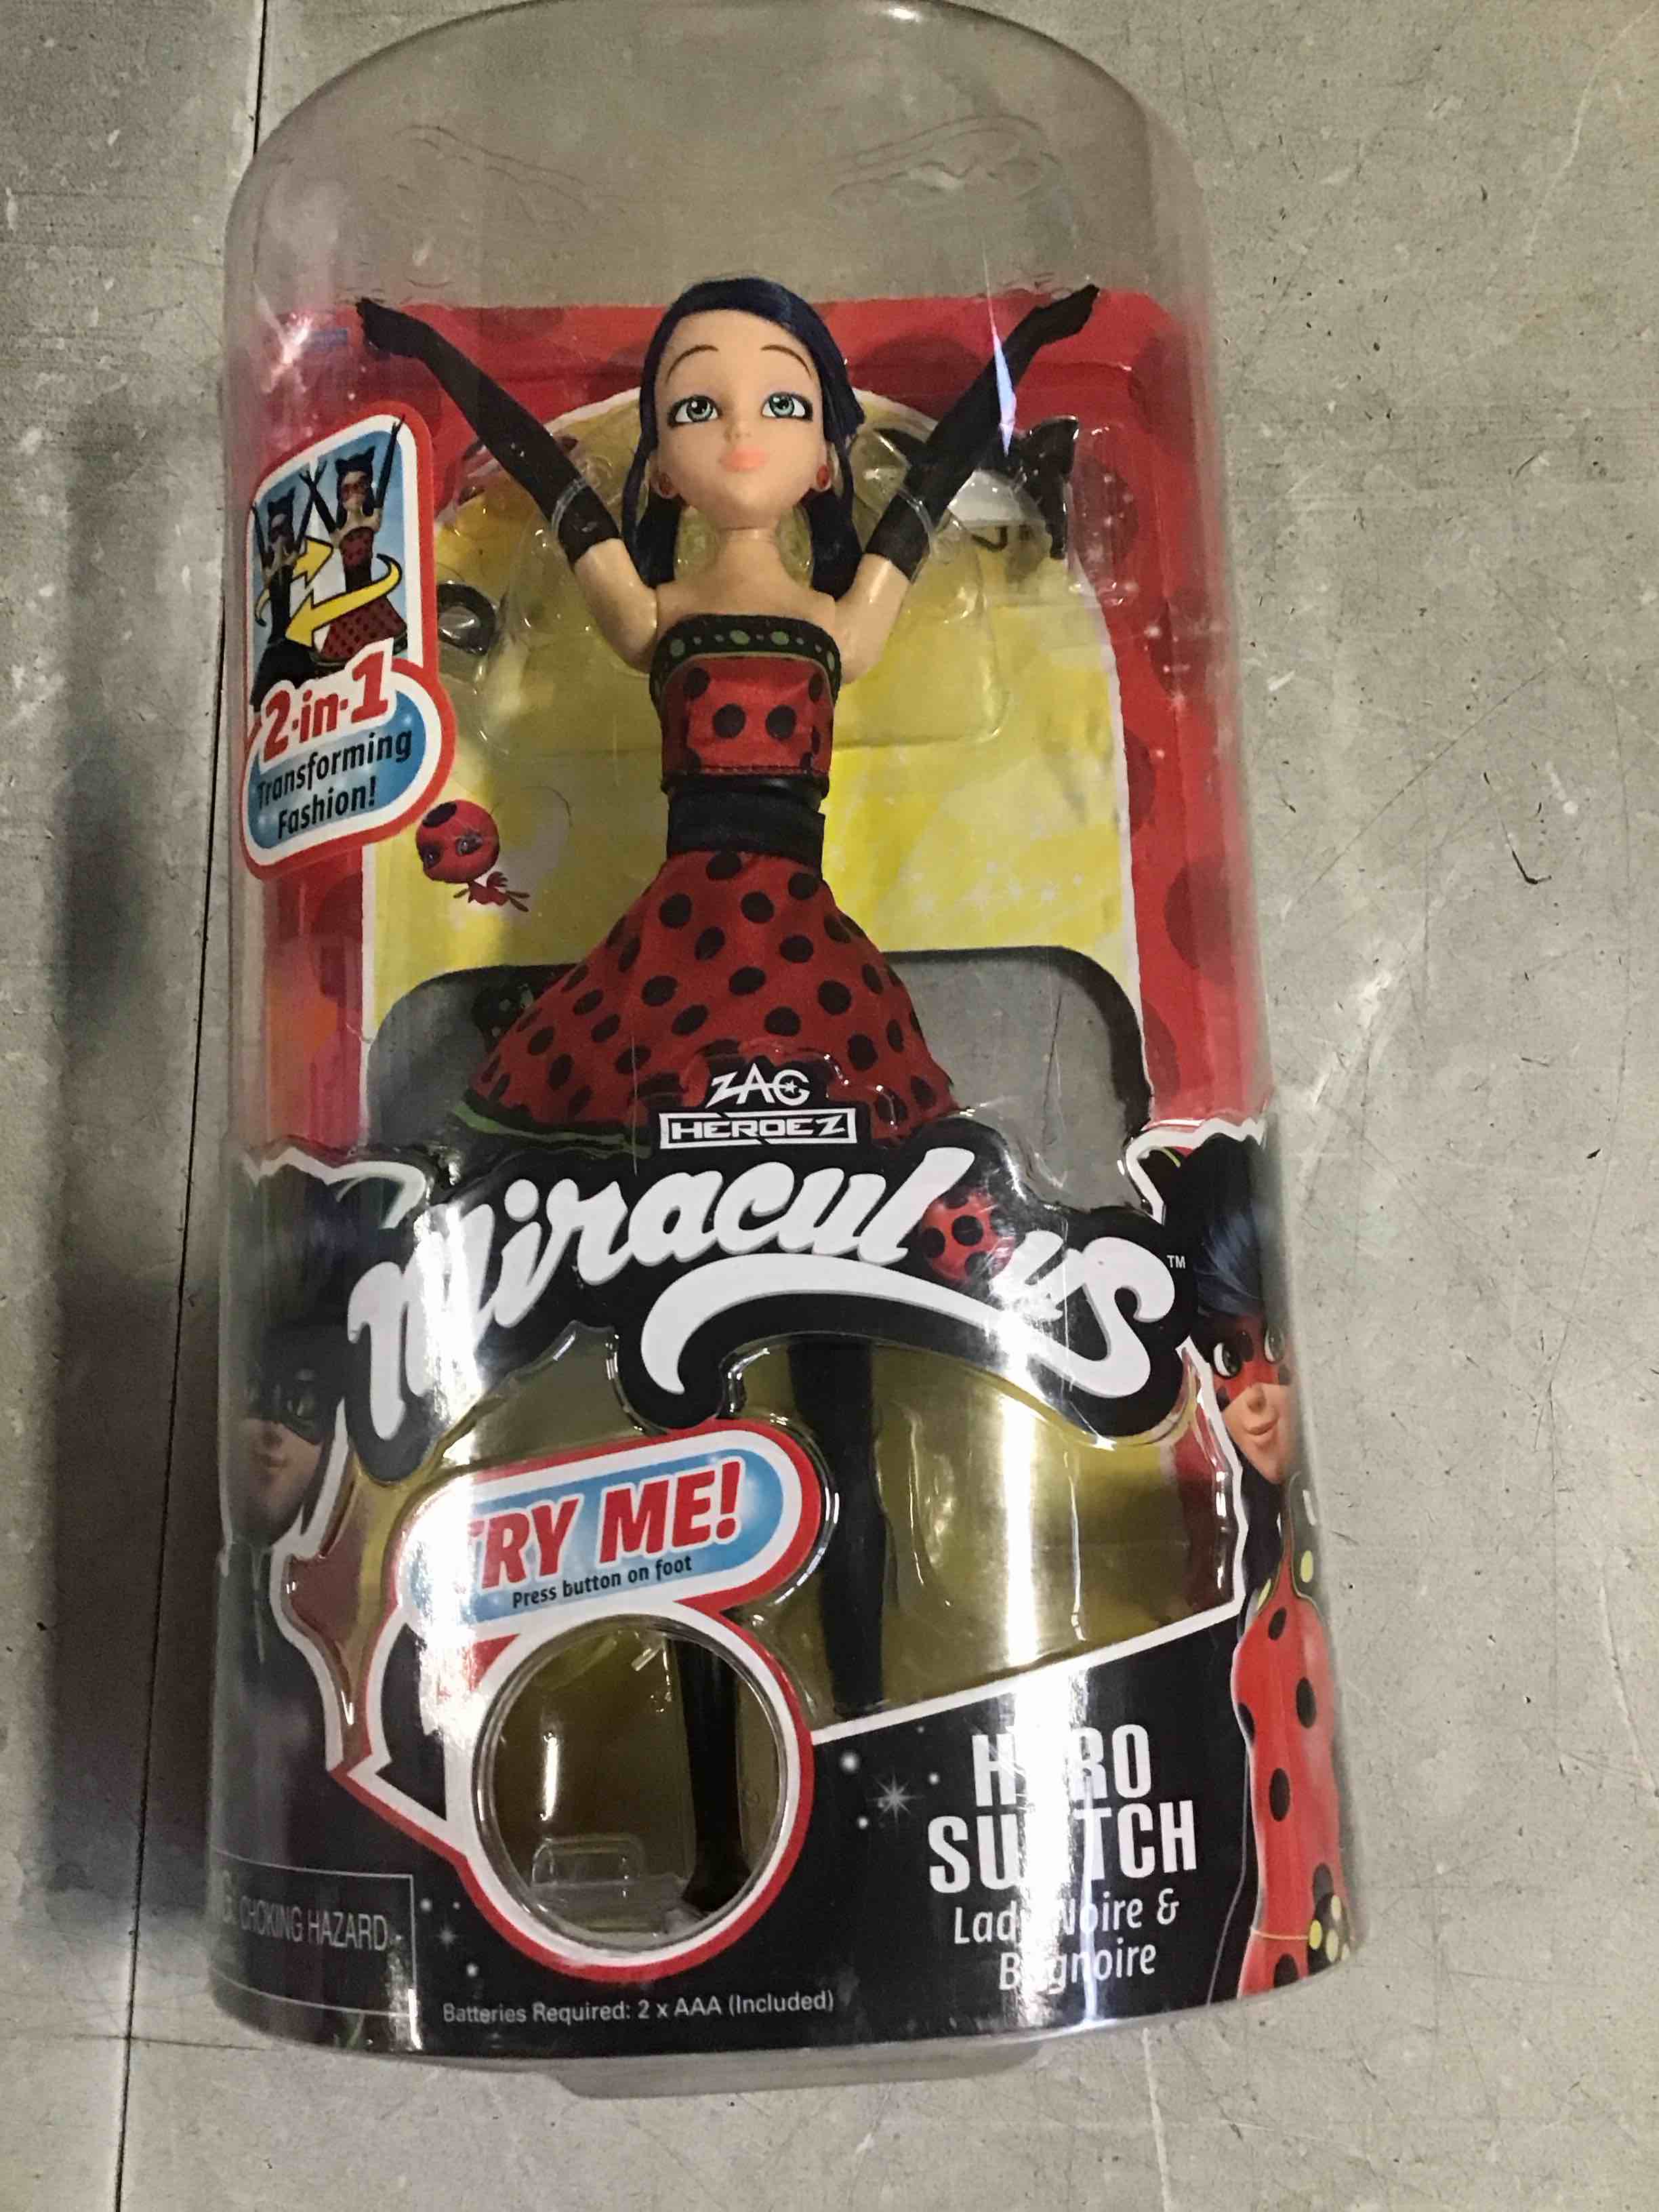 2-in-1
Transforming
Fashion!
ZAG
HEROEZ
Miraculous™
TRY ME!
Press button on foot
HERO
SWITCH
Lady Noire &
Bugnoire
CHOKING HAZARD-
Batteries Required: 2 x AAA (Included)